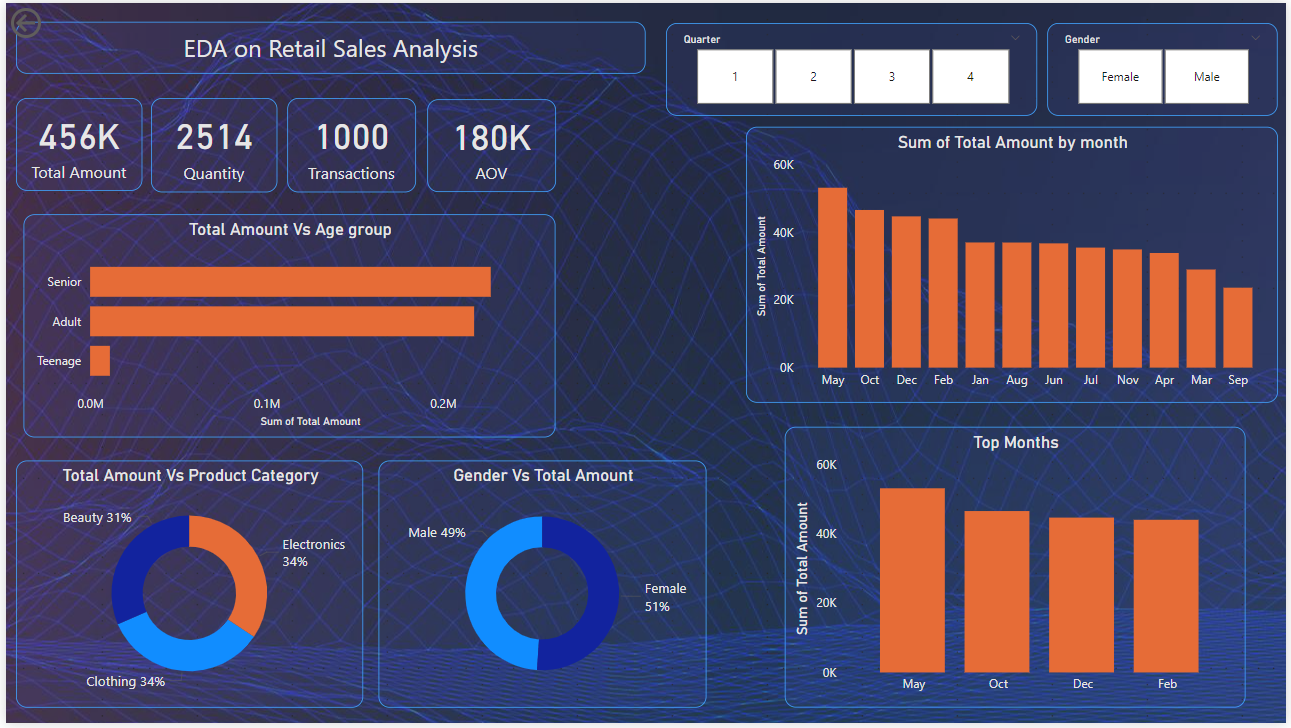 EDA on Retail Sales Analysis
Quarter
1 2 3 4
Gender
Female Male
456K
Total Amount
2514
Quantity
1000
Transactions
180K
AOV
Total Amount Vs Age group
Senior
Adult
Teenage
0.0M 0.1M 0.2M
Sum of Total Amount
Sum of Total Amount by month
Sum of Total Amount
60K
40K
20K
0K
May Oct Dec Feb Jan Aug Jun Jul Nov Apr Mar Sep
Total Amount Vs Product Category
Beauty 31%
Electronics
34%
Clothing 34%
Gender Vs Total Amount
Male 49%
Female
51%
Top Months
Sum of Total Amount
60K
40K
20K
0K
May Oct Dec Feb